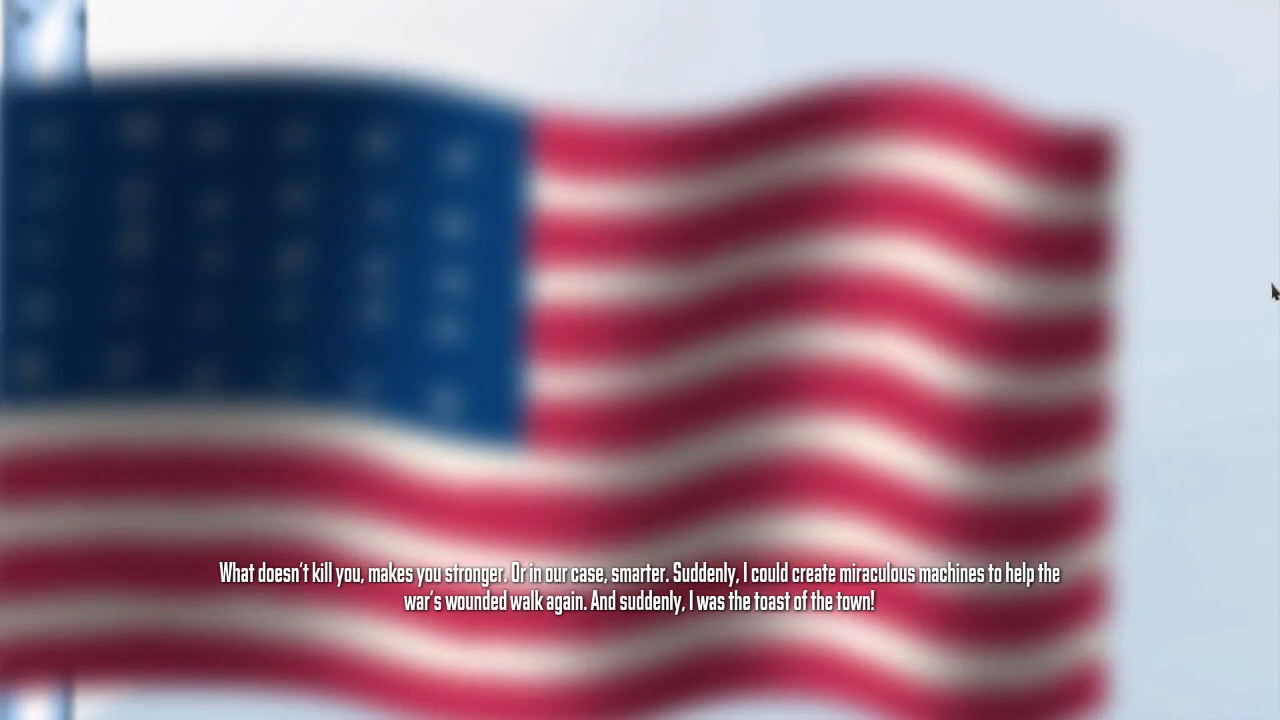 What doesn't kill you, makes you stronger. Or in our case, smarter. Suddenly, I could create miraculous machines to help the
war's wounded walk again. And suddenly, I was the toast of the town!